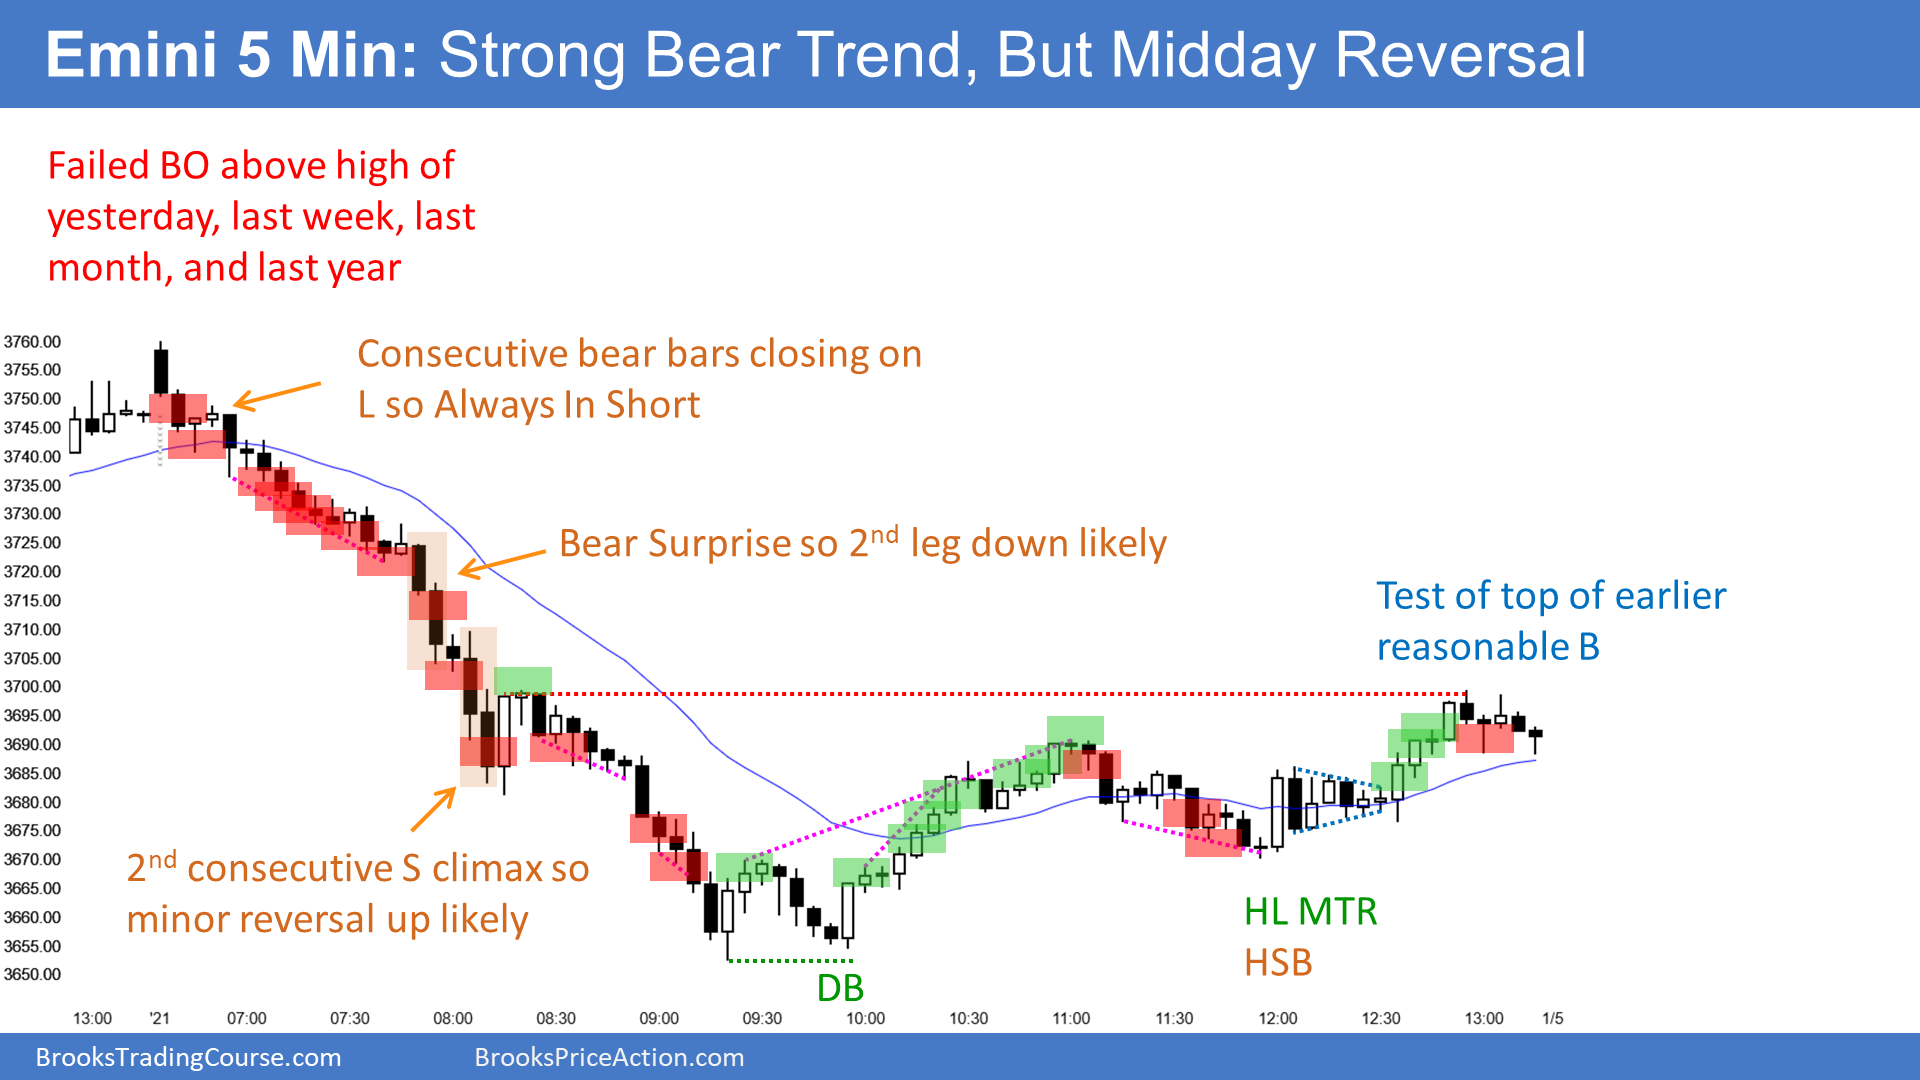 Emini 5 Min: Strong Bear Trend, But Midday Reversal
Failed BO above high of
yesterday, last week, last
month, and last year
Consecutive bear bars closing on
L so Always In Short
Bear Surprise so 2nd leg down likely
Test of top of earlier
reasonable B
2nd consecutive S climax so
minor reversal up likely
HL MTR
HSB
DB
3760.00
3755.00
3750.00
3745.00
3740.00
3735.00
3730.00
3725.00
3720.00
3715.00
3710.00
3705.00
3700.00
3695.00
3690.00
3685.00
3680.00
3675.00
3670.00
3665.00
3660.00
3655.00
3650.00
13:00 '21 07:00 07:30 08:00 08:30 09:00 09:30 10:00 10:30 11:00 11:30 12:00 12:30 13:00 1/5
BrooksTradingCourse.com BrooksPriceAction.com